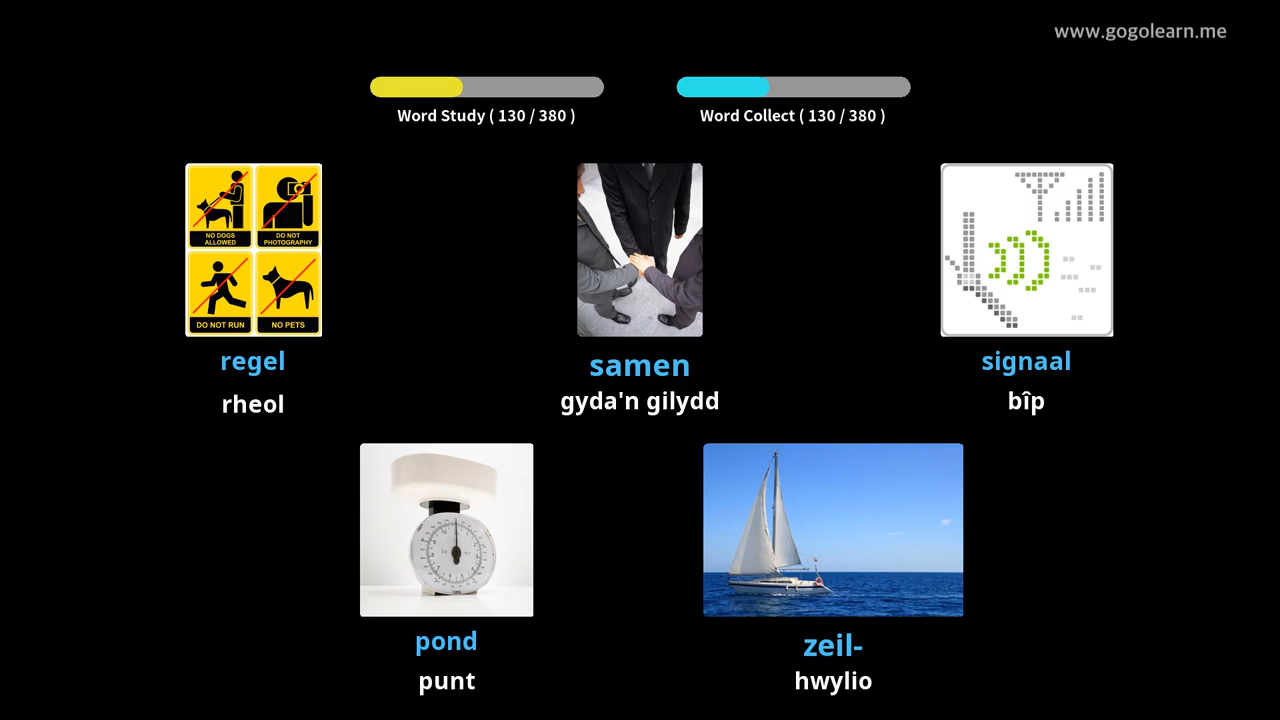 www.gogolearn.me
Word Study ( 130 / 380 )
Word Collect ( 130 / 380 )
NO DOGS
ALLOWED
DO NOT
PHOTOGRAPHY
DO NOT RUN
NO PETS
regel
rheol
samen
gyda'n gilydd
signaal
bîp
pond
punt
zeil-
hwylio